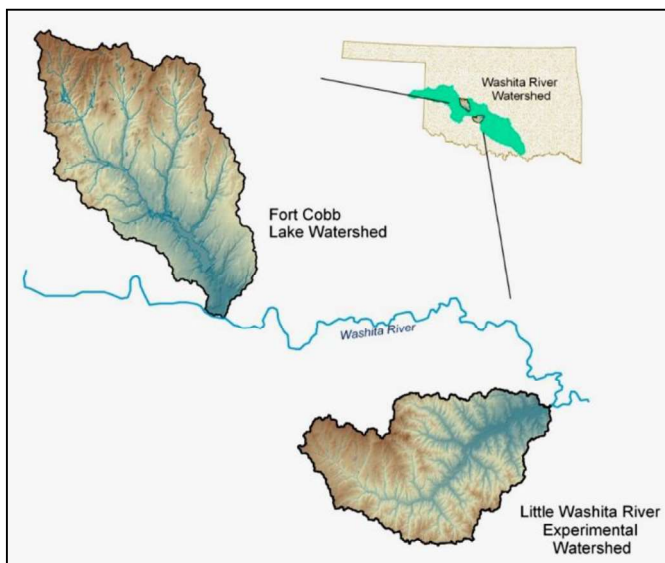 Washita River
Watershed
Fort Cobb
Lake Watershed
Washita River
Little Washita River
Experimental
Watershed